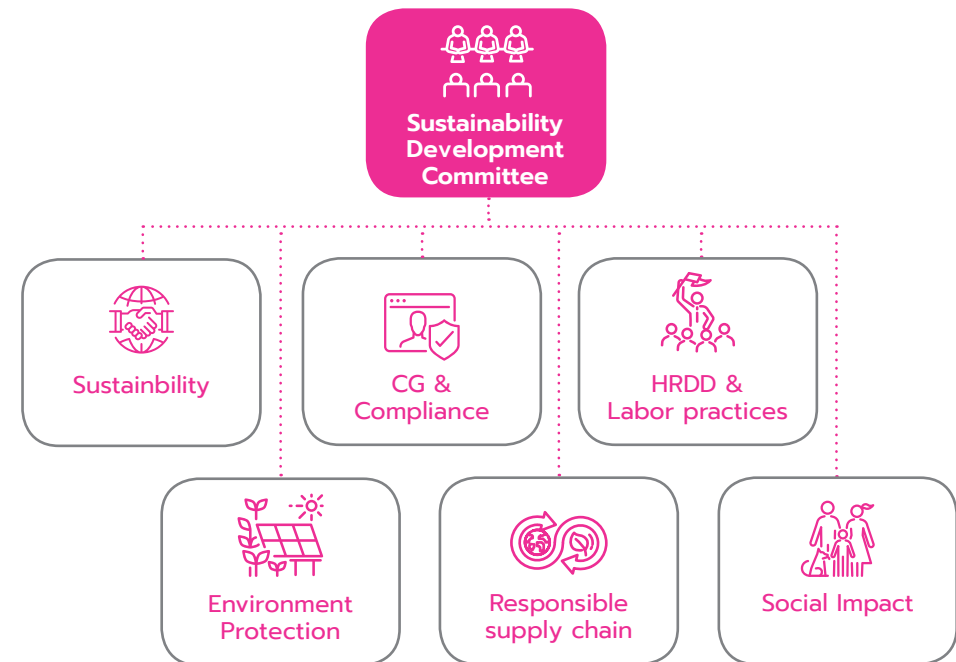 Sustainability
Development
Committee
Sustainbility
CG &
Compliance
HRDD &
Labor practices
Environment
Protection
Responsible
supply chain
Social Impact